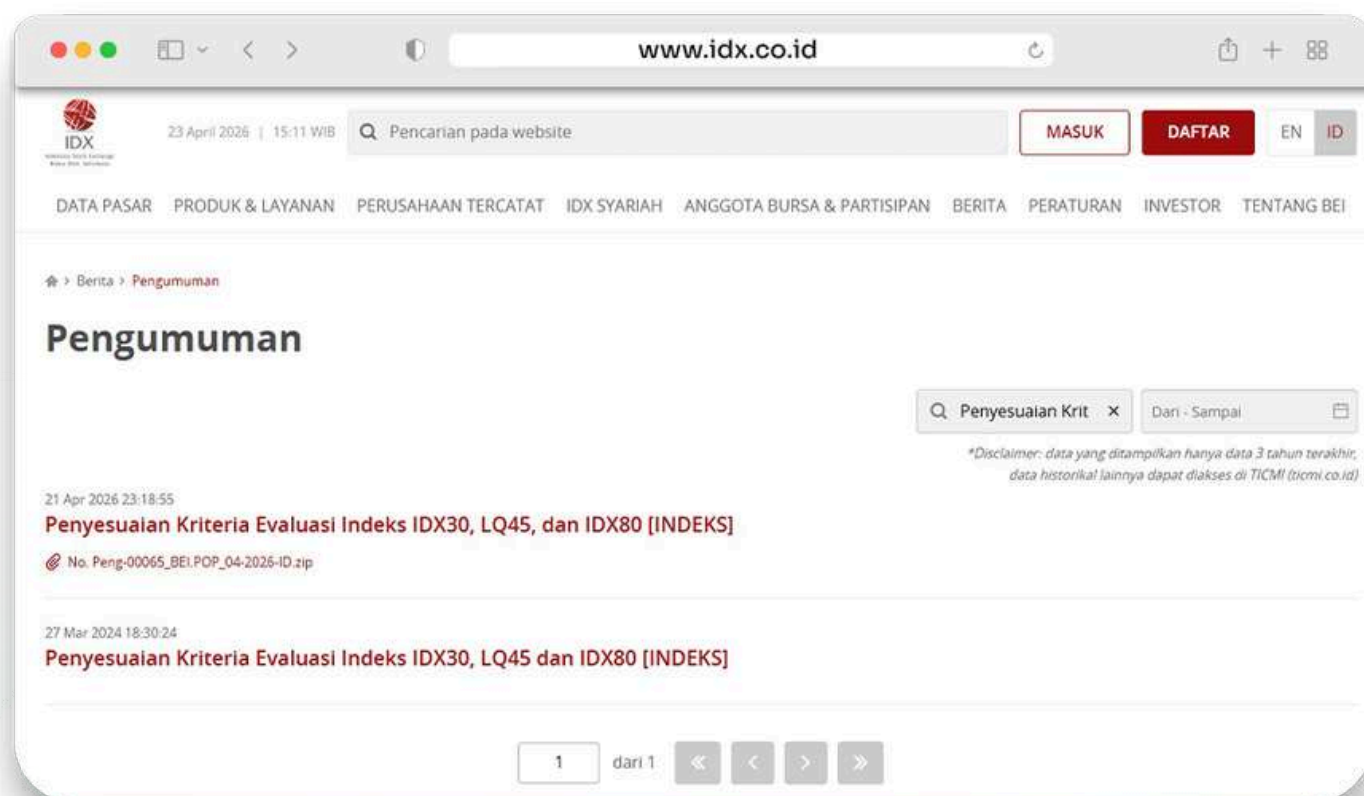 www.idx.co.id
IDX
23 April 2026 | 15:11 WIB
Pencarian pada website
MASUK
DAFTAR
EN
ID
DATA PASAR
PRODUK & LAYANAN
PERUSAHAAN TERCATAT
IDX SYARIAH
ANGGOTA BURSA & PARTISIPAN
BERITA
PERATURAN
INVESTOR
TENTANG BEI
> Berita > Pengumuman
Pengumuman
Penyesuaian Krit ×
Dari - Sampai
*Disclaimer: data yang ditampilkan hanya data 3 tahun terakhir,
data historikal lainnya dapat diakses di TICMI (ticmi.co.id)
21 Apr 2026 23:18:55
Penyesuaian Kriteria Evaluasi Indeks IDX30, LQ45, dan IDX80 [INDEKS]
No. Peng-00065_BEI.POP_04-2026-ID.zip
27 Mar 2024 18:30:24
Penyesuaian Kriteria Evaluasi Indeks IDX30, LQ45 dan IDX80 [INDEKS]
1 dari 1